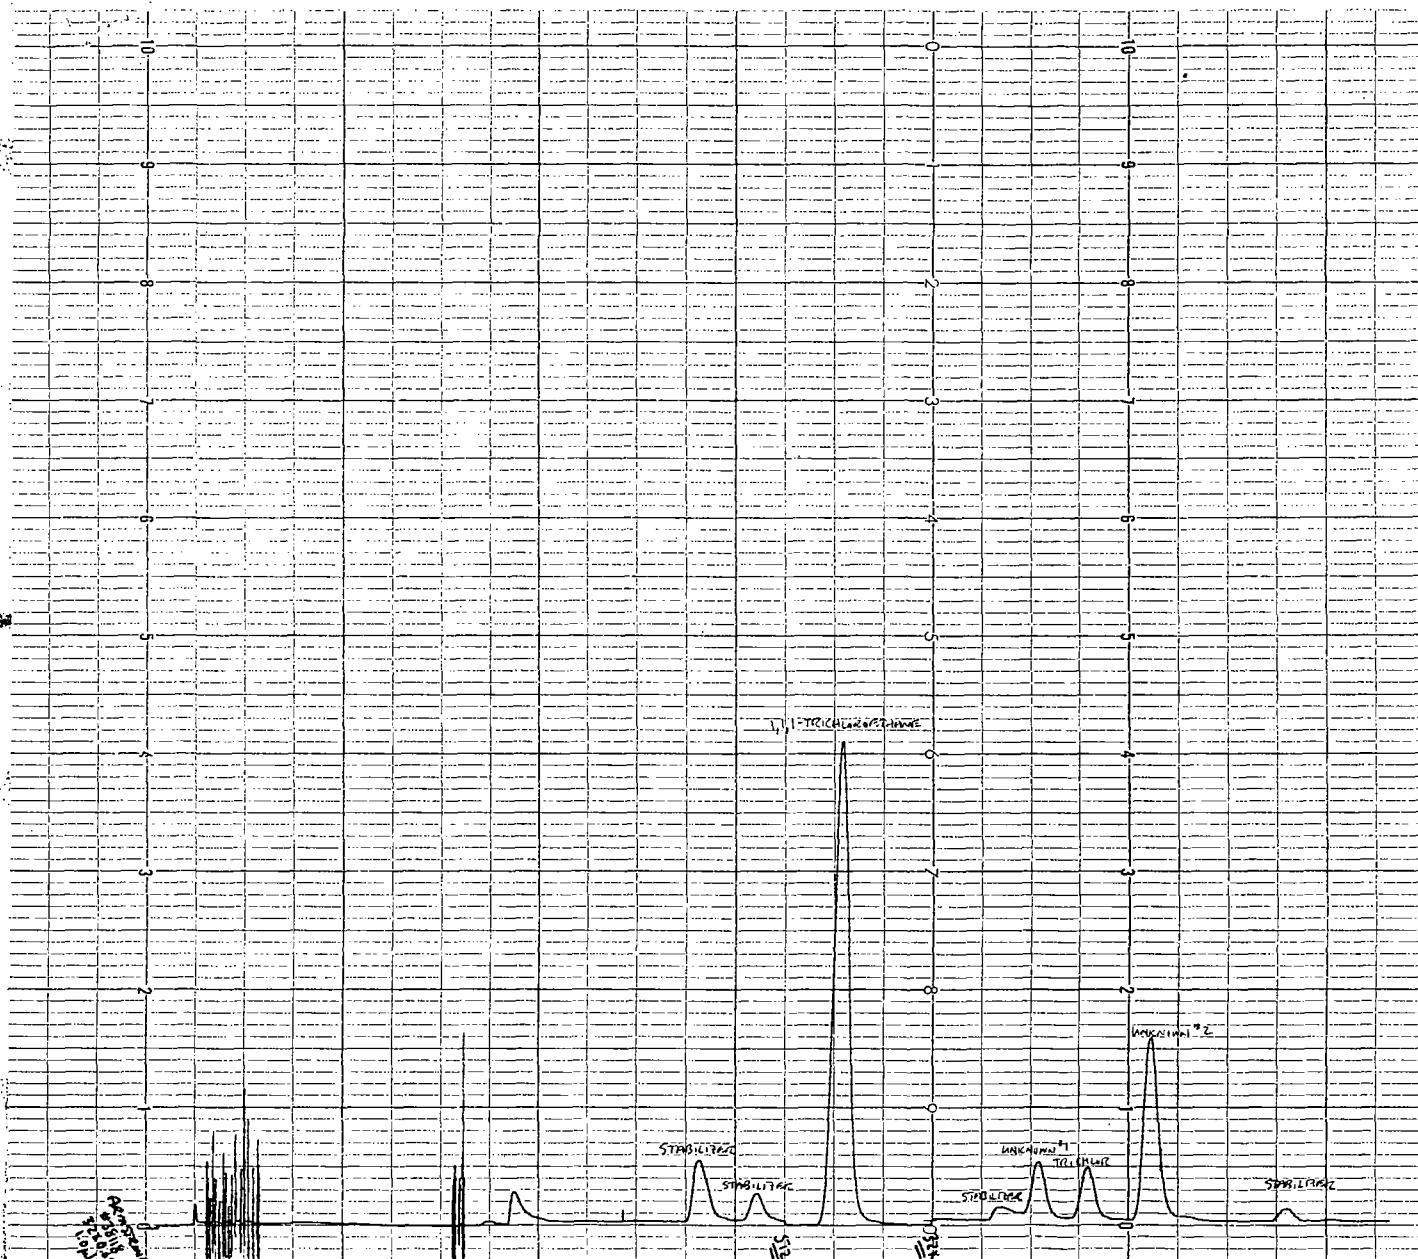 10 0 10
9 1 9
8 2 8
7 3 7
6 4 6
5 5 5
1,1,1-TRICHLOROETHANE
4 6 4
3 7 3
2 8 2
UNKNOWN #2
1 9 1
STABILIZER
UNKNOWN #1
TRICHLOR
STABILIZER
STABILIZER
STABILIZER
0 0